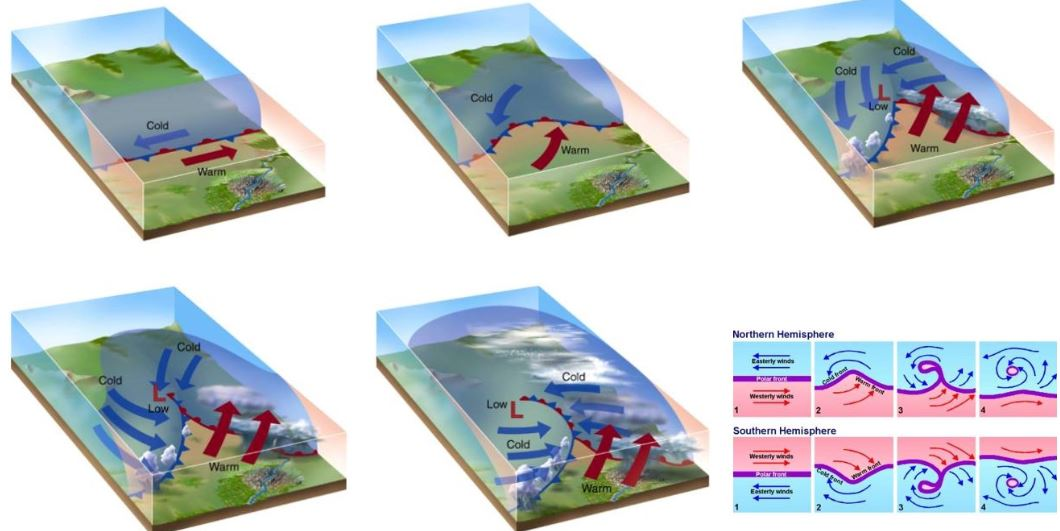 Cold
Warm
Cold
Warm
Cold
Cold
L
Low
Warm
Cold
Cold
L
Low
Warm
Cold
Low L
Cold
Warm
Northern Hemisphere
Easterly winds
Polar front
Westerly winds
1
Cold front
Warm front
2
3
4
Southern Hemisphere
Westerly winds
Polar front
Easterly winds
1
Cold front
Warm front
2
3
4